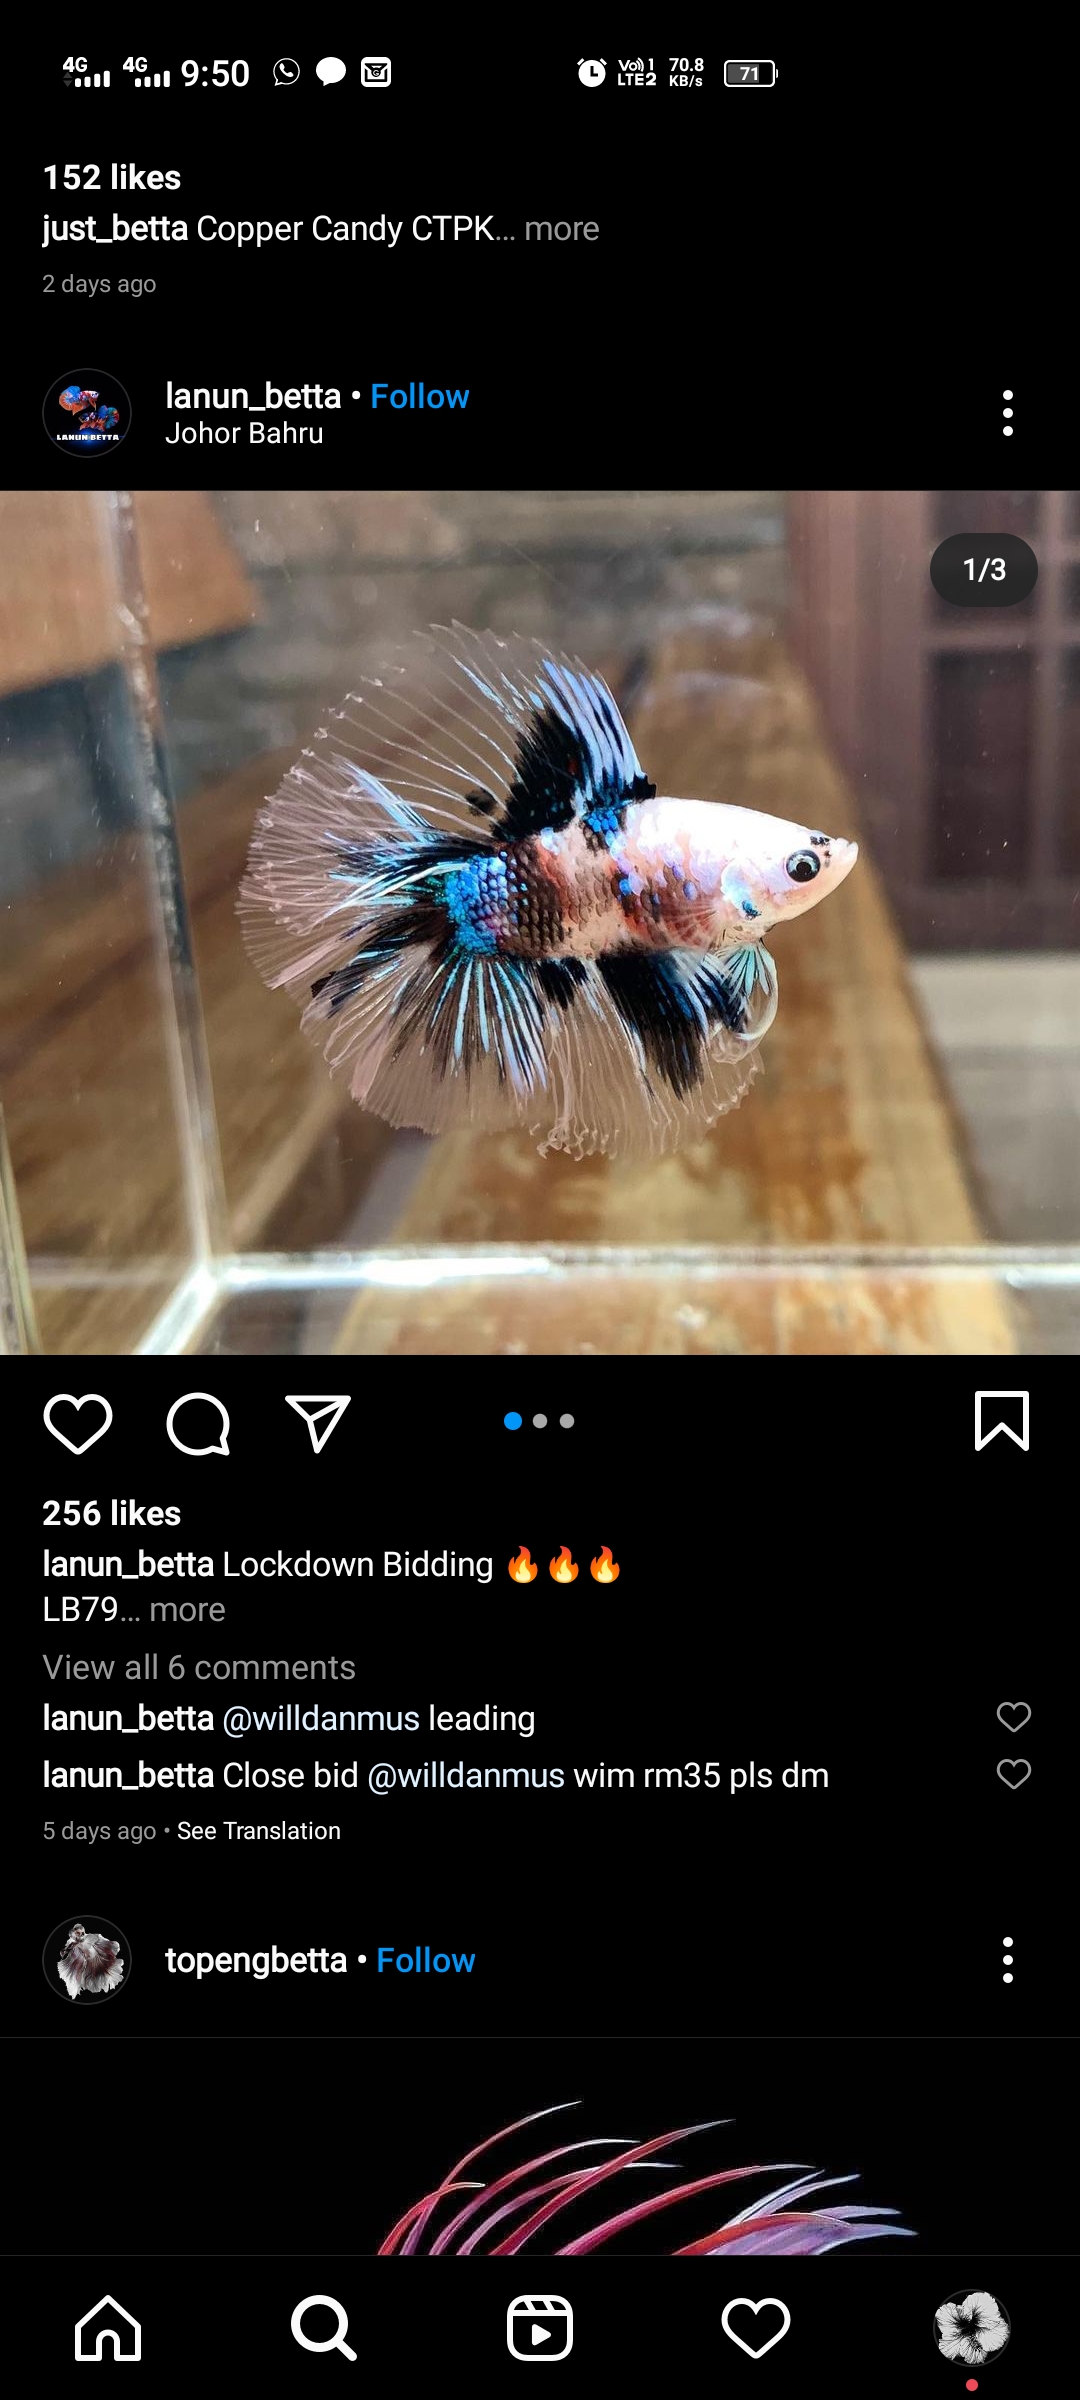 4G 4G 9:50 Vo) 1 LTE2 70.8 KB/s 71
152 likes
just_betta Copper Candy CTPK... more
2 days ago
LANUN BETTA
lanun_betta • Follow
Johor Bahru
1/3
256 likes
lanun_betta Lockdown Bidding 🔥🔥🔥
LB79... more
View all 6 comments
lanun_betta @willdanmus leading
lanun_betta Close bid @willdanmus wim rm35 pls dm
5 days ago • See Translation
topengbetta • Follow